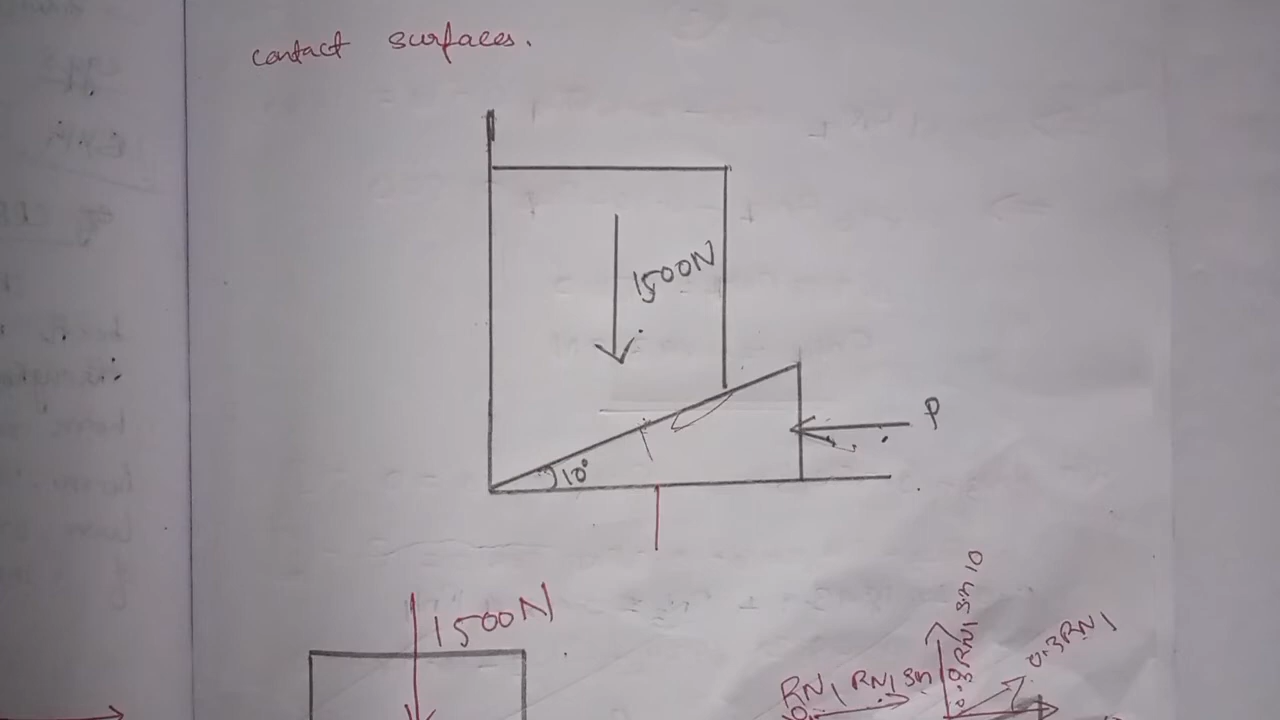 contact surfaces.
1500N
P
10°
1500N
RN1
RN1 sin
0.3RN1 sin 10
0.3RN1